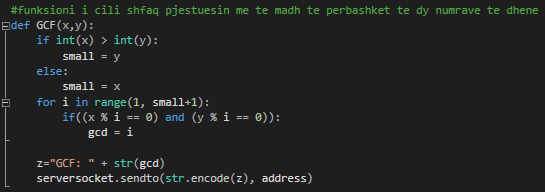 #funksioni i cili shfaq pjestuesin me te madh te perbashket te dy numrave te dhene
def GCF(x,y):
    if int(x) > int(y):
        small = y
    else:
        small = x
    for i in range(1, small+1):
        if((x % i == 0) and (y % i == 0)):
            gcd = i
    z="GCF: " + str(gcd)
    serversocket.sendto(str.encode(z), address)